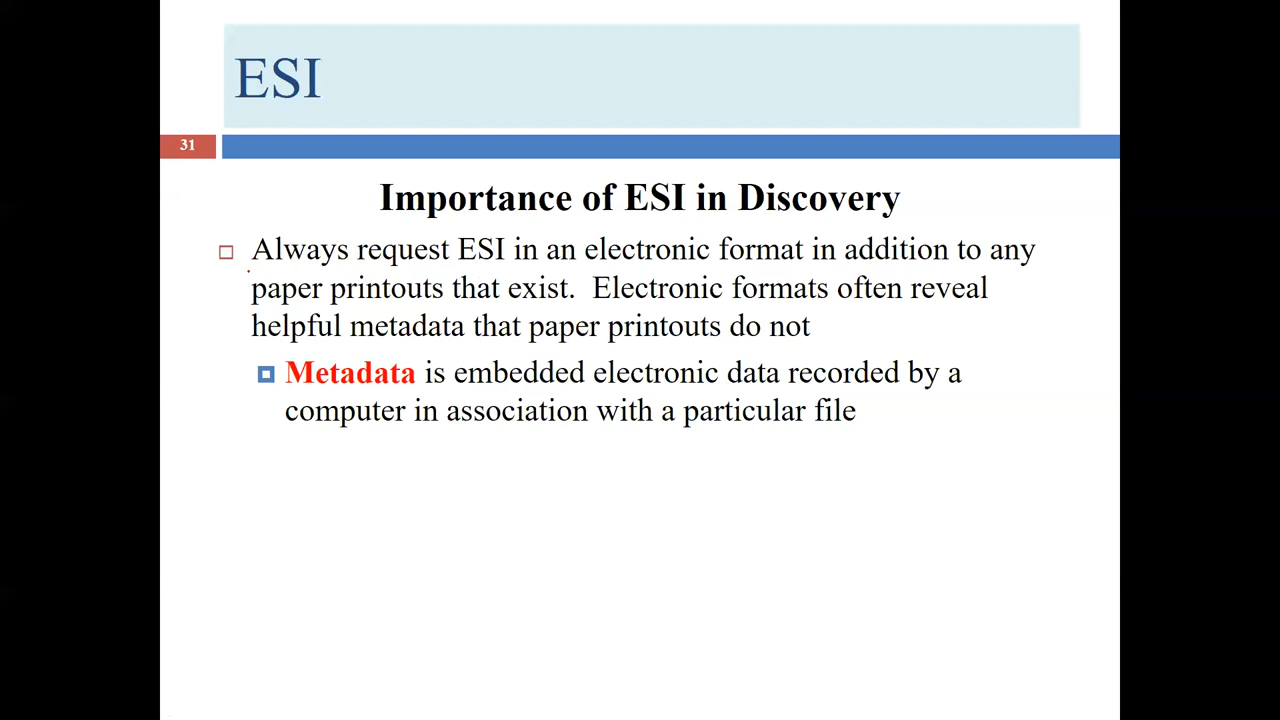 ESI
31
Importance of ESI in Discovery
Always request ESI in an electronic format in addition to any
paper printouts that exist.  Electronic formats often reveal
helpful metadata that paper printouts do not
Metadata is embedded electronic data recorded by a
computer in association with a particular file